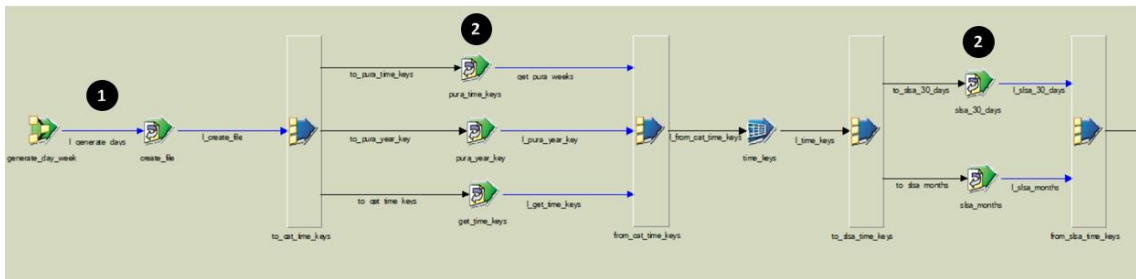 2
2
1
to_pura_time_keys
get pura weeks
pura_time_keys
to_slsa_30_days
l_slsa_30_days
slsa_30_days
l_generate days
l_create_file
to_pura_year_key
l_pura_year_key
l_from_cat_time_keys
l_time_keys
generate_day_week
create_file
pura_year_key
time_keys
to get time keys
l_get_time_keys
to slsa months
l_slsa_months
get_time_keys
slsa_months
to_cat_time_keys
from_cat_time_keys
to_slsa_time_keys
from_slsa_time_keys